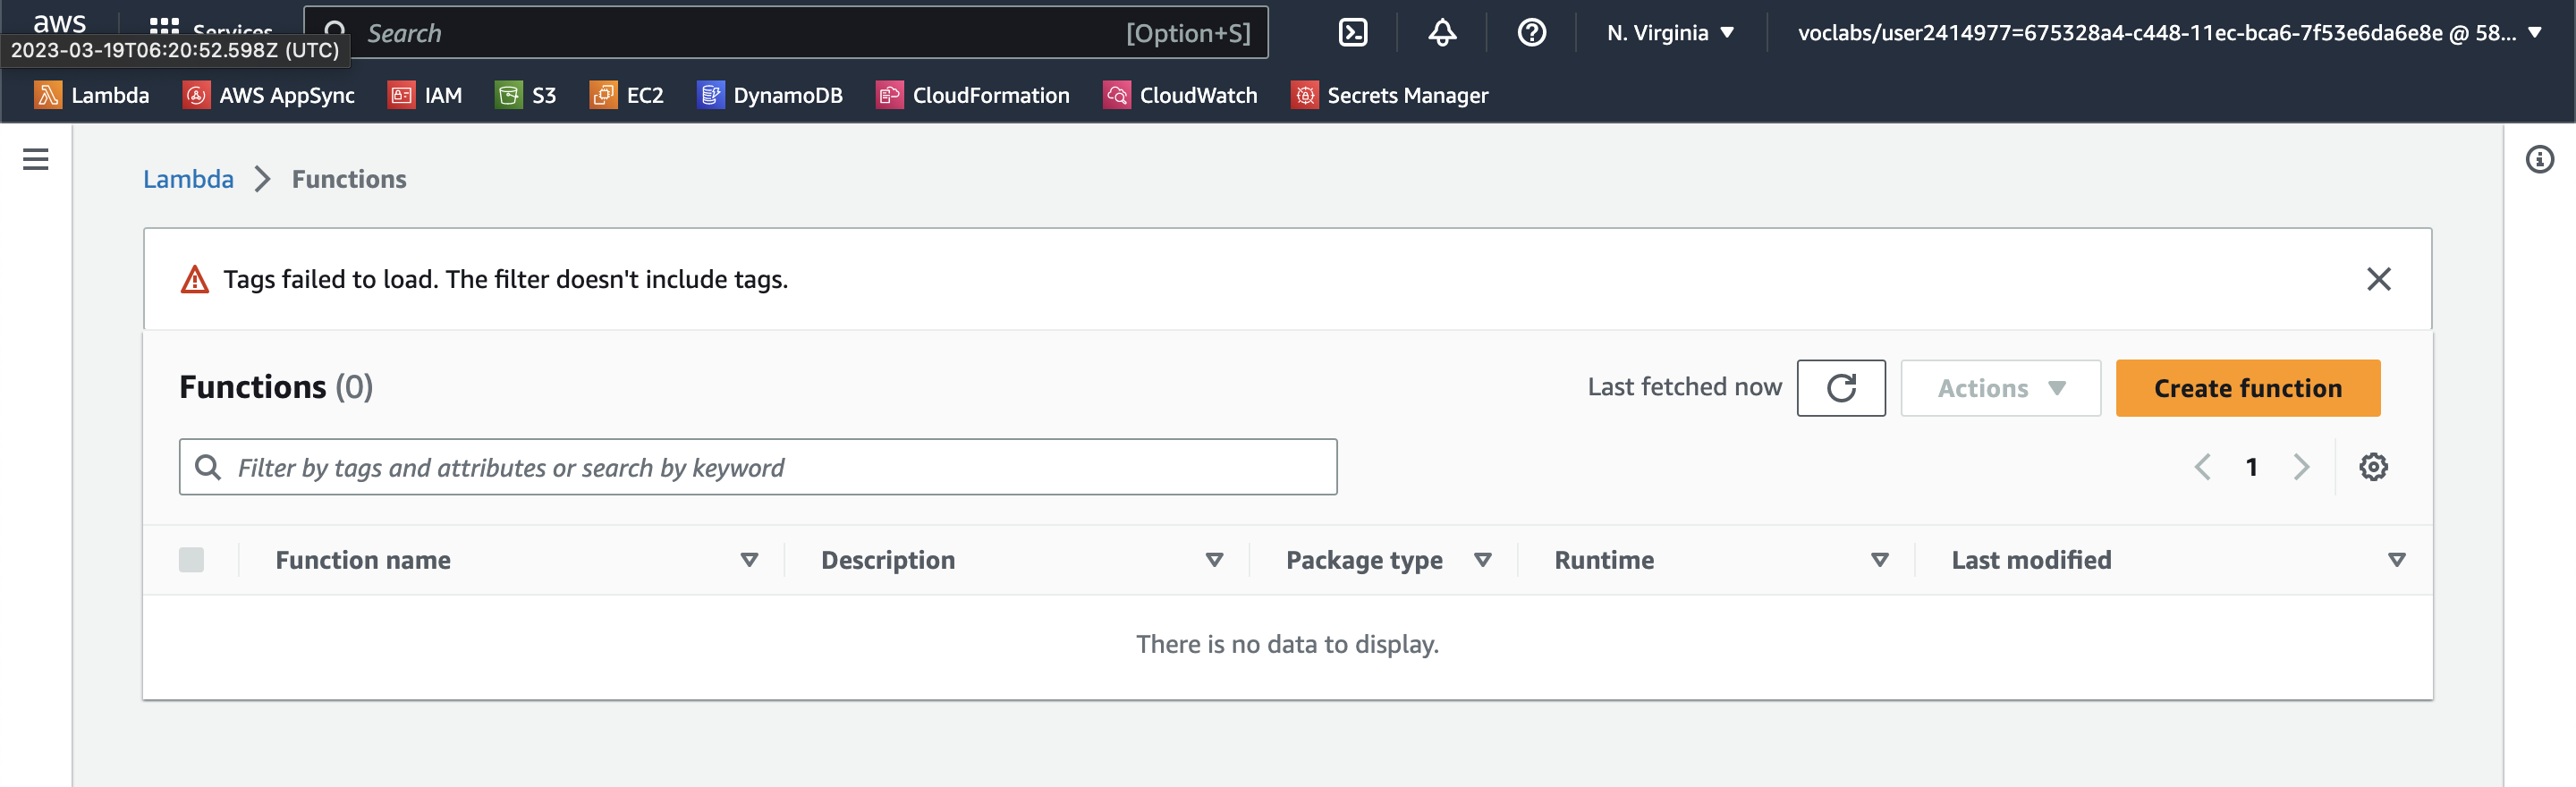 aws Services Search [Option+S] N. Virginia voclabs/user2414977=675328a4-c448-11ec-bca6-7f53e6da6e8e @ 58...
2023-03-19T06:20:52.598Z (UTC)
Lambda AWS AppSync IAM S3 EC2 DynamoDB CloudFormation CloudWatch Secrets Manager
Lambda Functions
Tags failed to load. The filter doesn't include tags.
Functions (0) Last fetched now Actions Create function
Filter by tags and attributes or search by keyword 1
Function name Description Package type Runtime Last modified
There is no data to display.